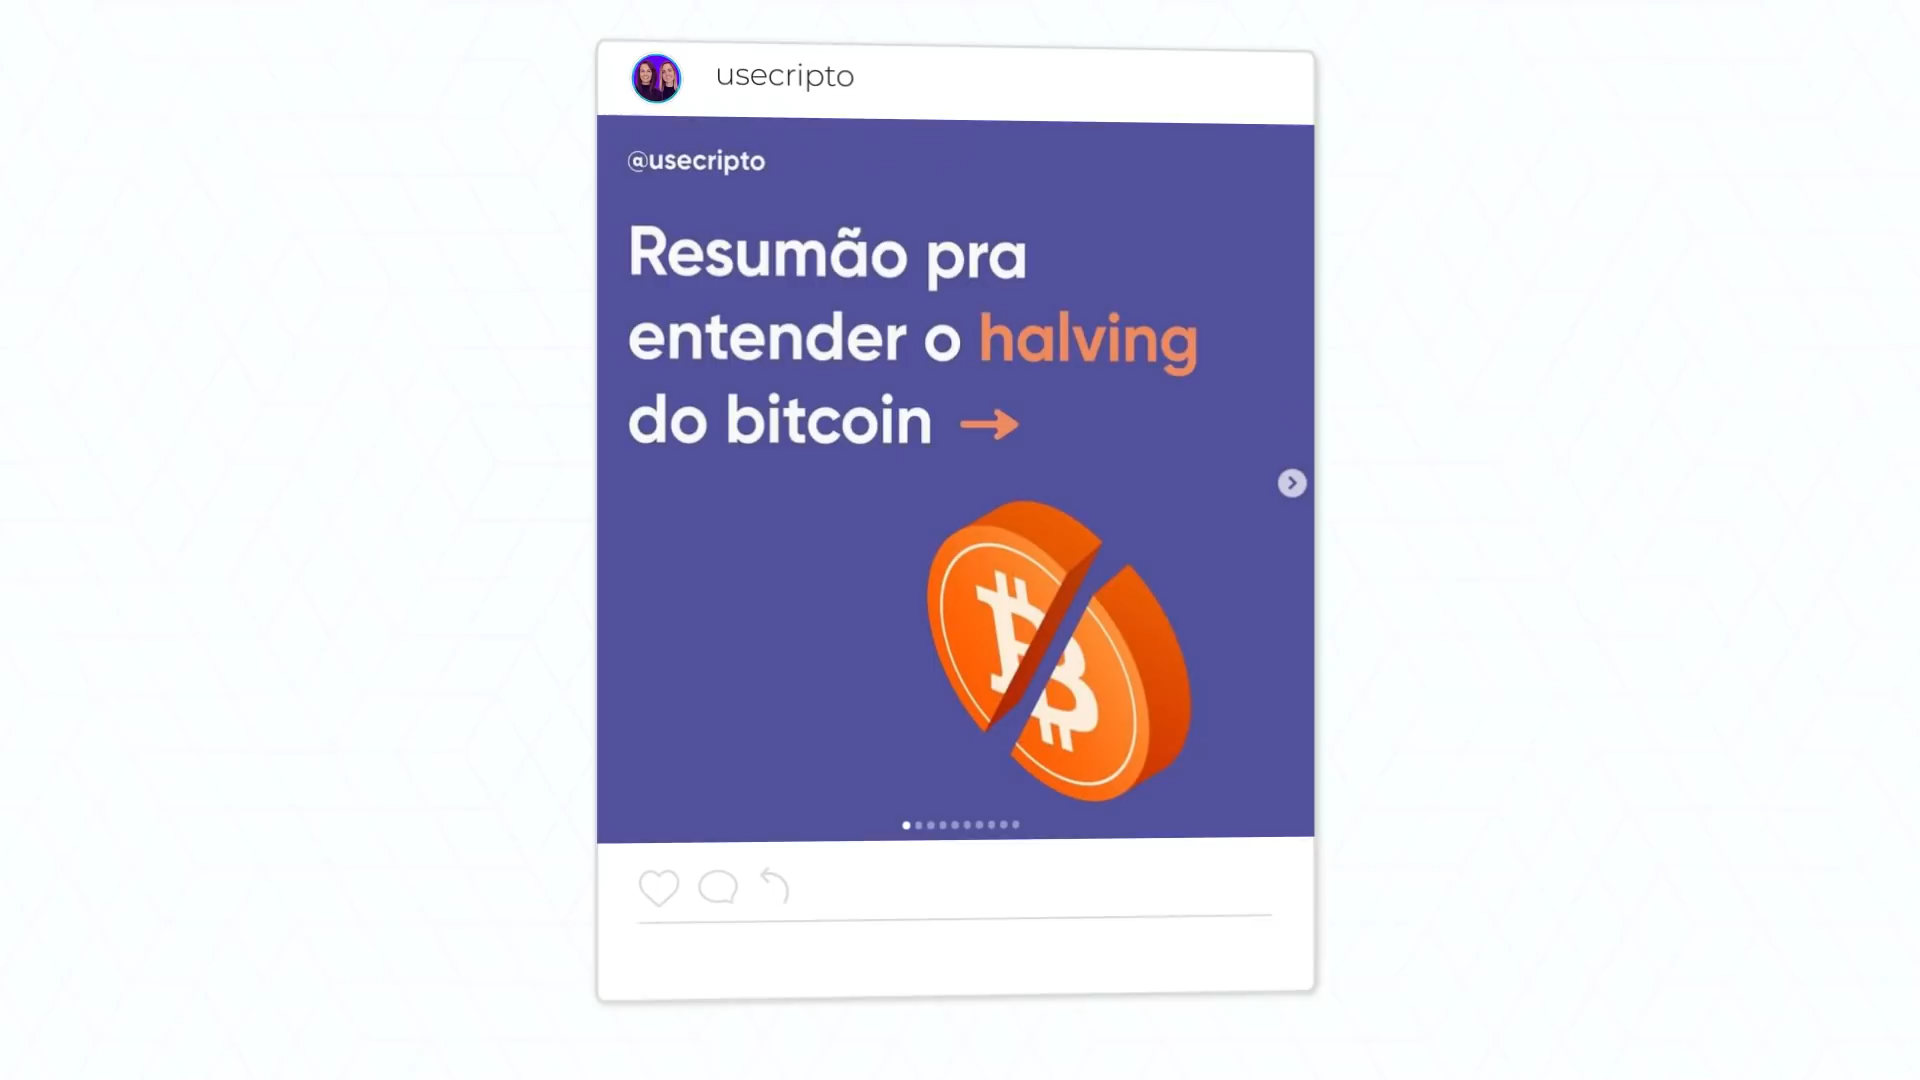 usecripto
@usecripto
Resumão pra
entender o halving
do bitcoin →